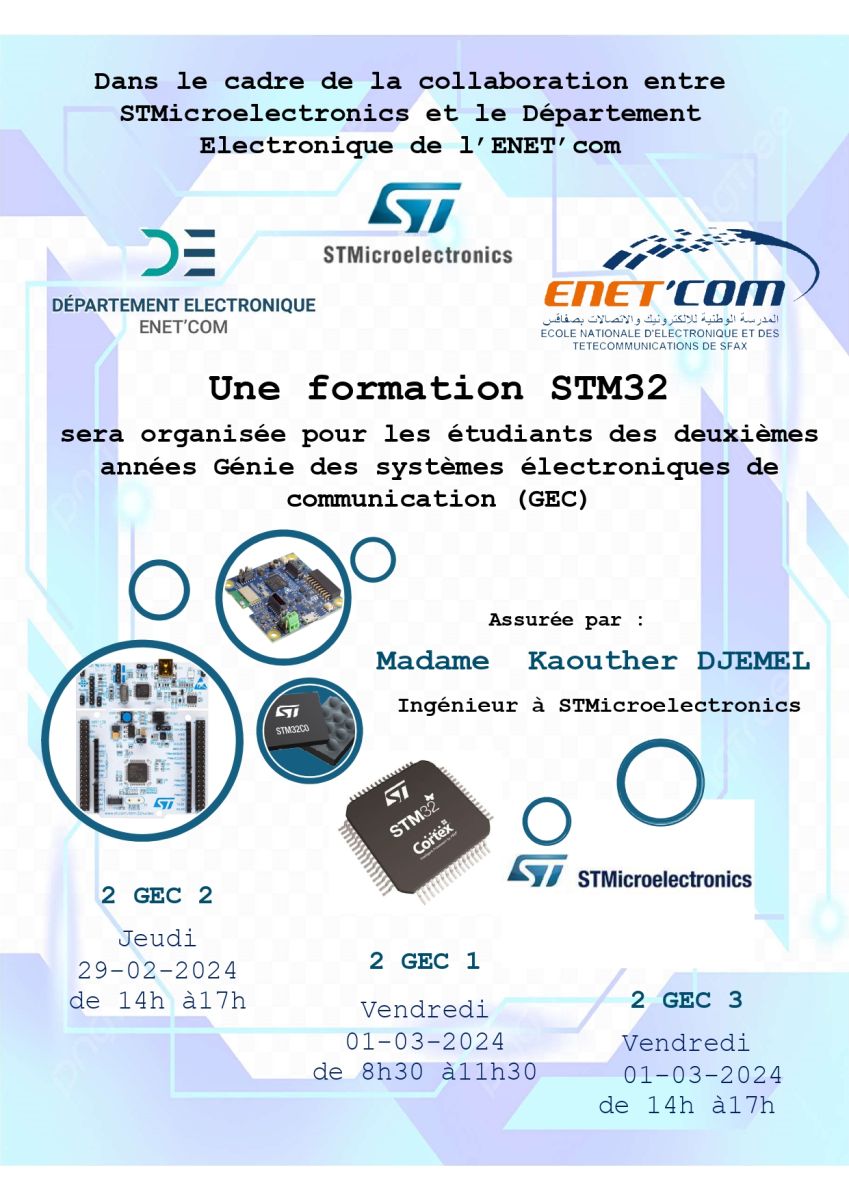 Dans le cadre de la collaboration entre
STMicroelectronics et le Département
Electronique de l'ENET'com
STMicroelectronics
DÉPARTEMENT ELECTRONIQUE
ENET'COM
ENET'COM
المدرسة الوطنية للالكترونيك والاتصالات بصفاقس
ECOLE NATIONALE D'ELECTRONIQUE ET DES
TETECOMMUNICATIONS DE SFAX
Une formation STM32
sera organisée pour les étudiants des deuxièmes
années Génie des systèmes électroniques de
communication (GEC)
Assurée par :
Madame Kaouther DJEMEL
Ingénieur à STMicroelectronics
ST
STM32C0
ST
STM32
Cortex
ST
STMicroelectronics
2 GEC 2
Jeudi
29-02-2024
de 14h à17h
2 GEC 1
Vendredi
01-03-2024
de 8h30 à11h30
2 GEC 3
Vendredi
01-03-2024
de 14h à17h